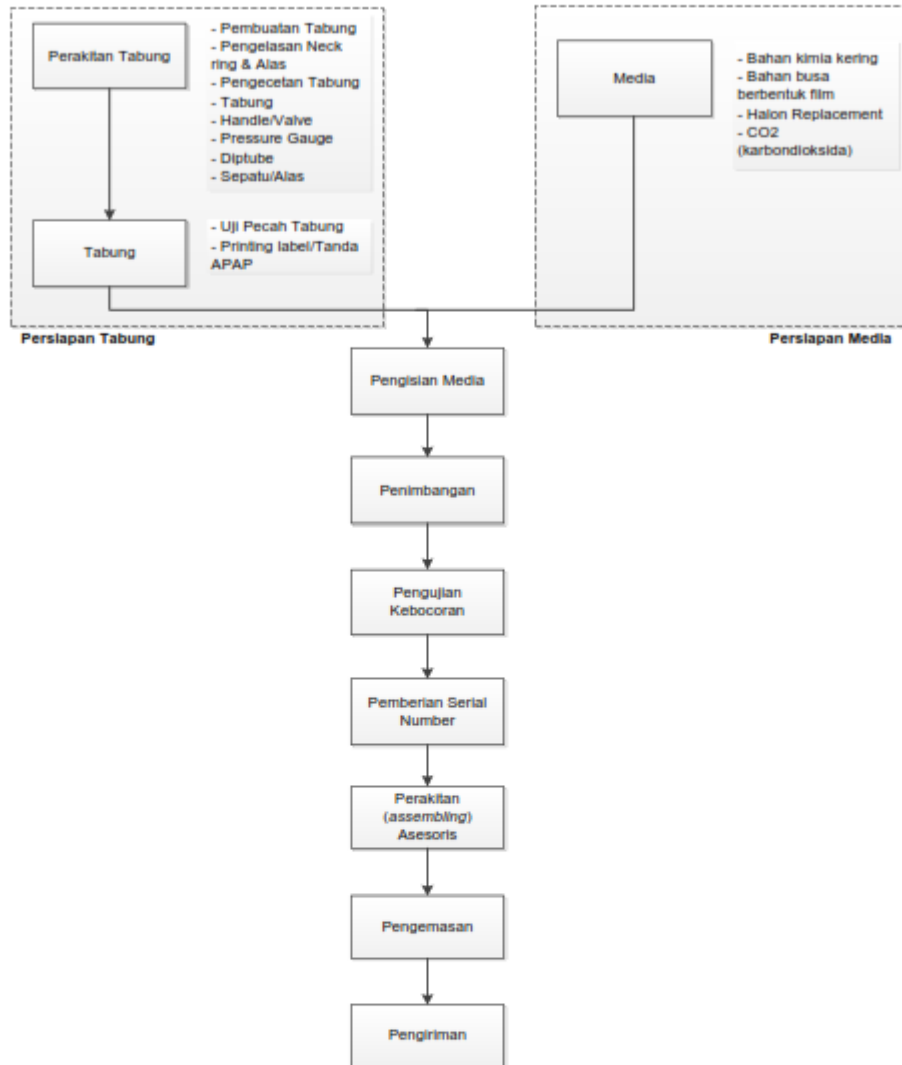 Perakitan Tabung
- Pembuatan Tabung
- Pengelasan Neck
ring & Alas
- Pengecetan Tabung
- Tabung
- Handle/Valve
- Pressure Gauge
- Diptube
- Sepatu/Alas
Tabung
- Uji Pecah Tabung
- Printing label/Tanda
APAP
Persiapan Tabung
Media
- Bahan kimia kering
- Bahan busa
berbentuk film
- Halon Replacement
- CO2
(karbondioksida)
Persiapan Media
Pengisian Media
Penimbangan
Pengujian
Kebocoran
Pemberian Serial
Number
Perakitan
(assembling)
Asesoris
Pengemasan
Pengiriman